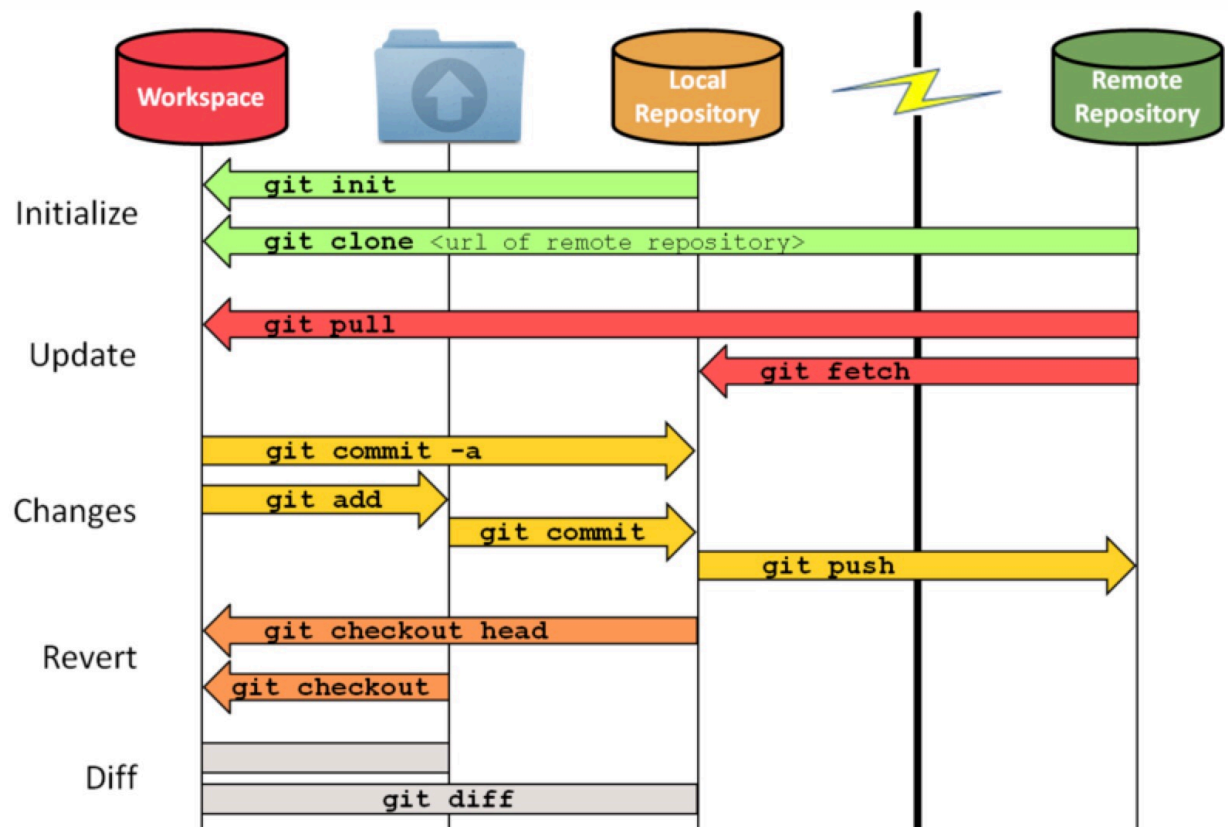 Workspace
Local
Repository
Remote
Repository
Initialize
git init
git clone <url of remote repository>
Update
git pull
git fetch
Changes
git commit -a
git add
git commit
git push
Revert
git checkout head
git checkout
Diff
git diff